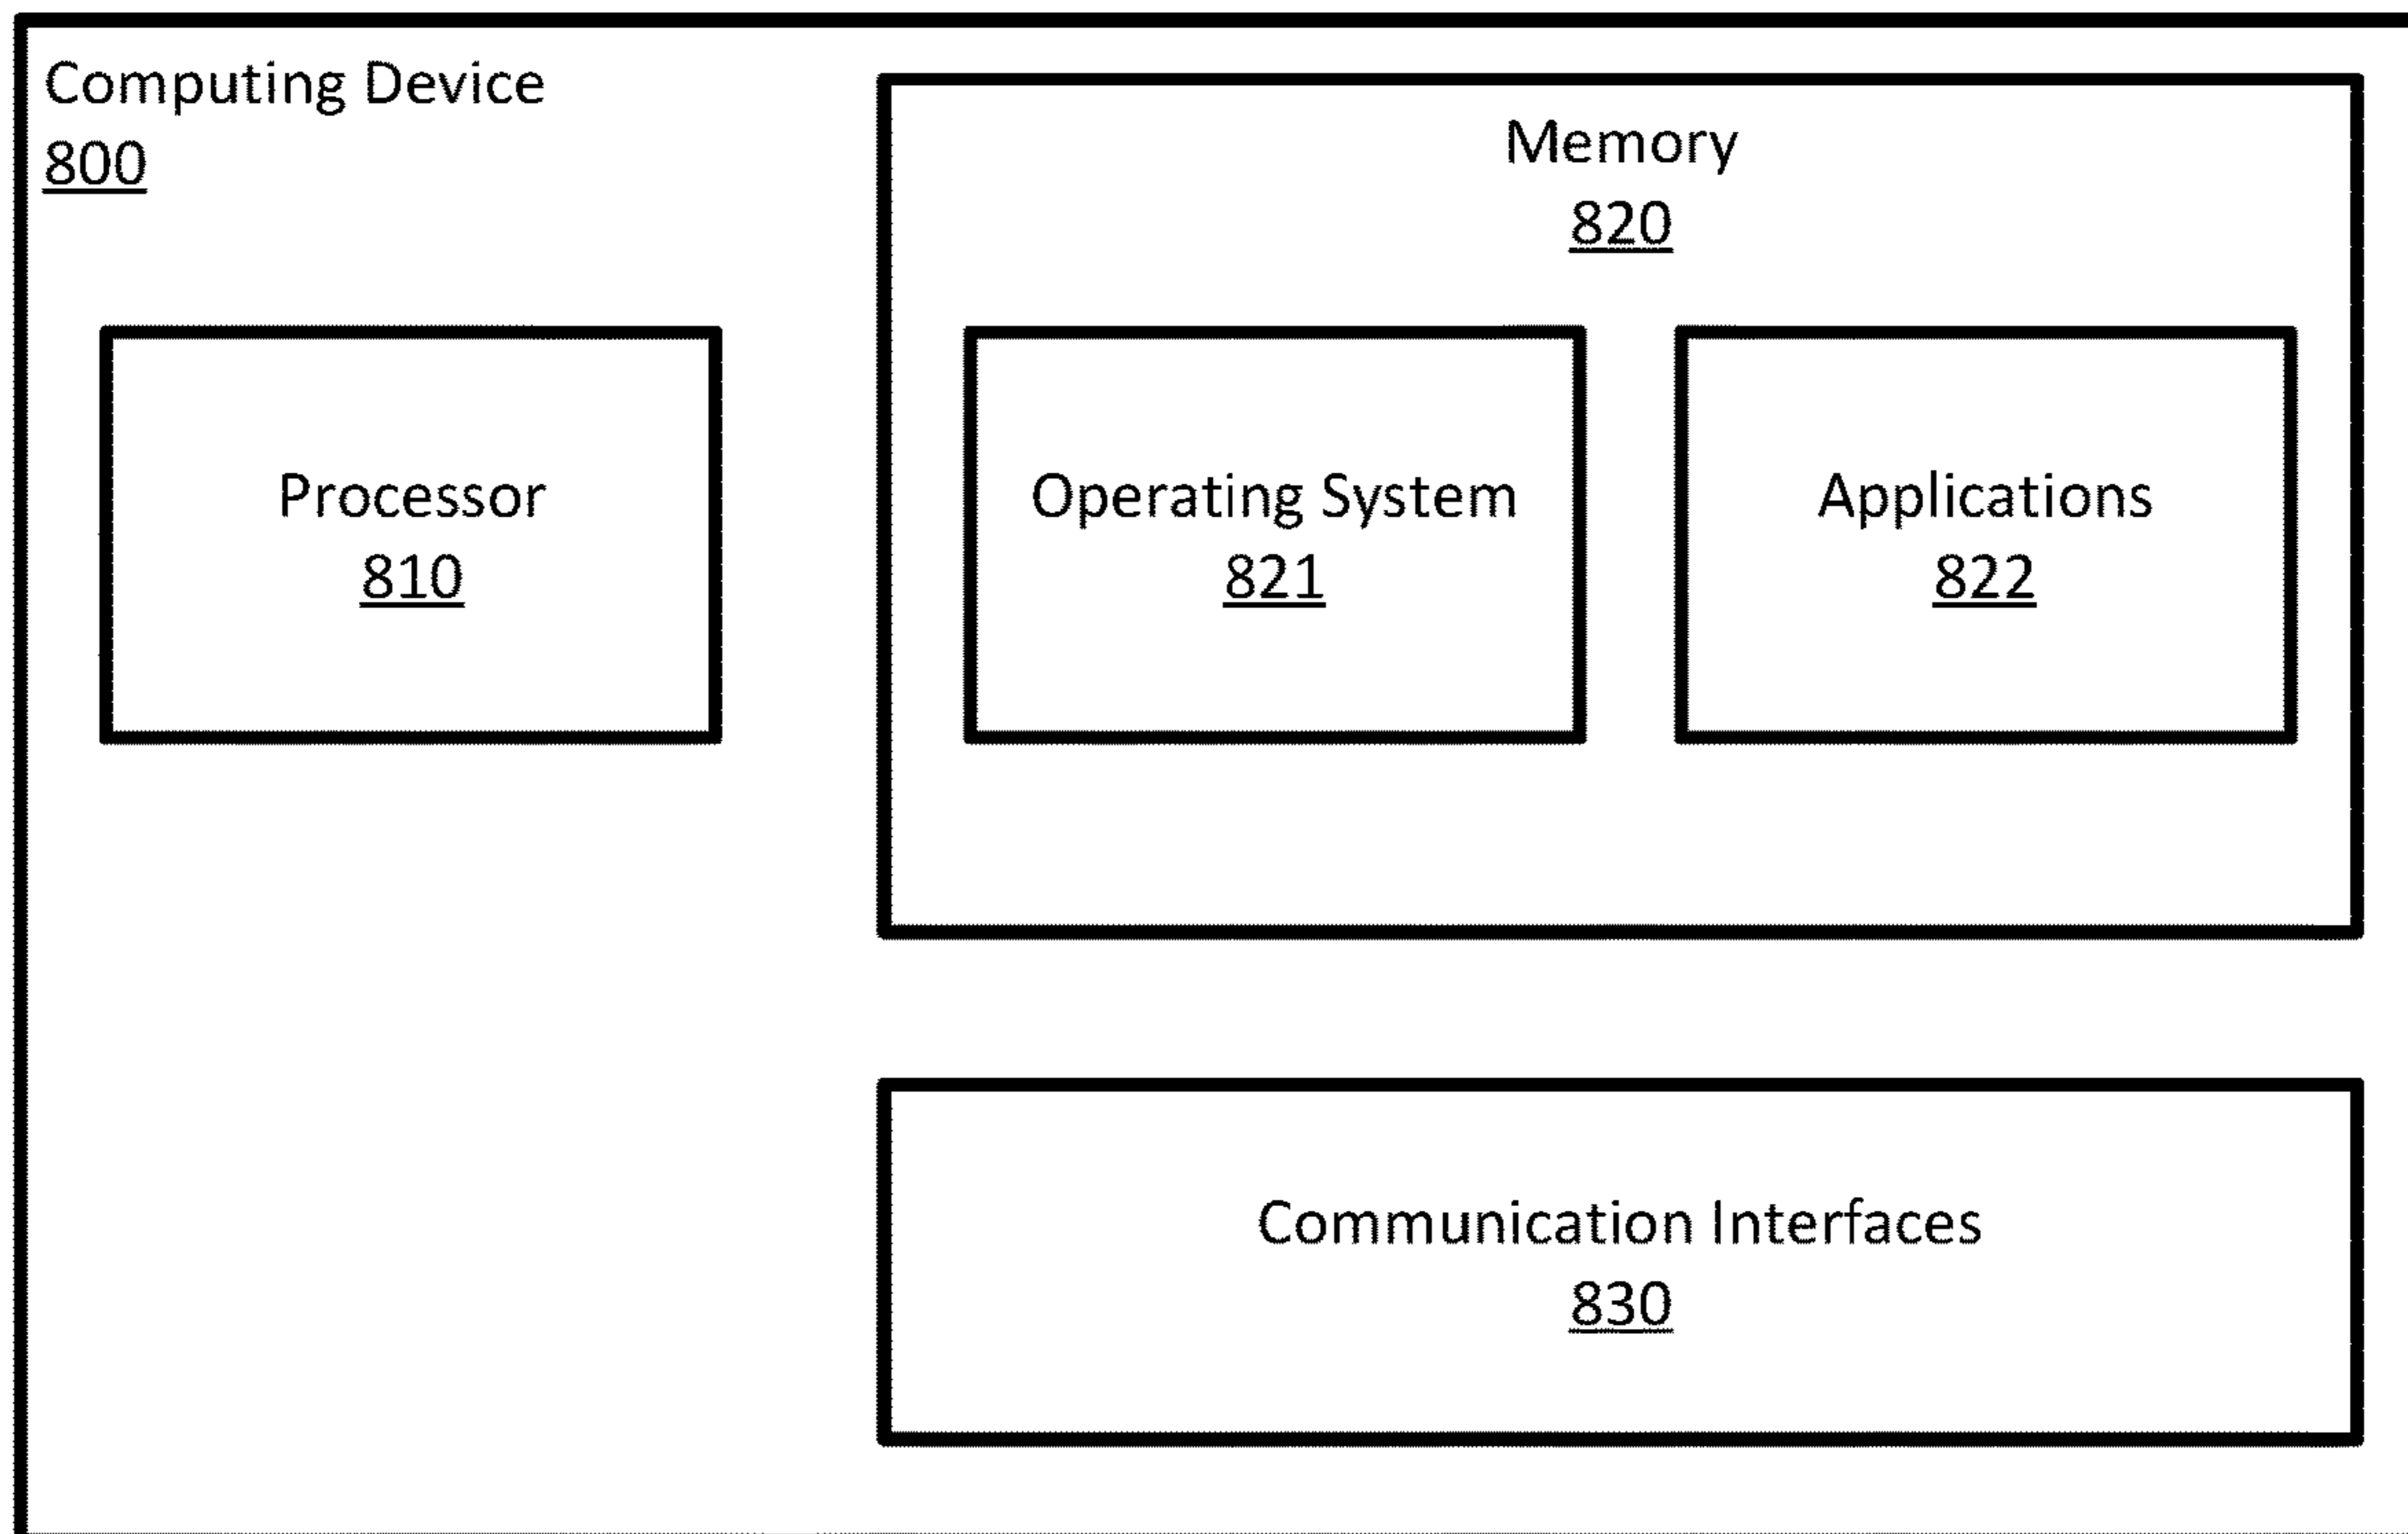 Computing Device
800
Memory
820
Processor
810
Operating System
821
Applications
822
Communication Interfaces
830